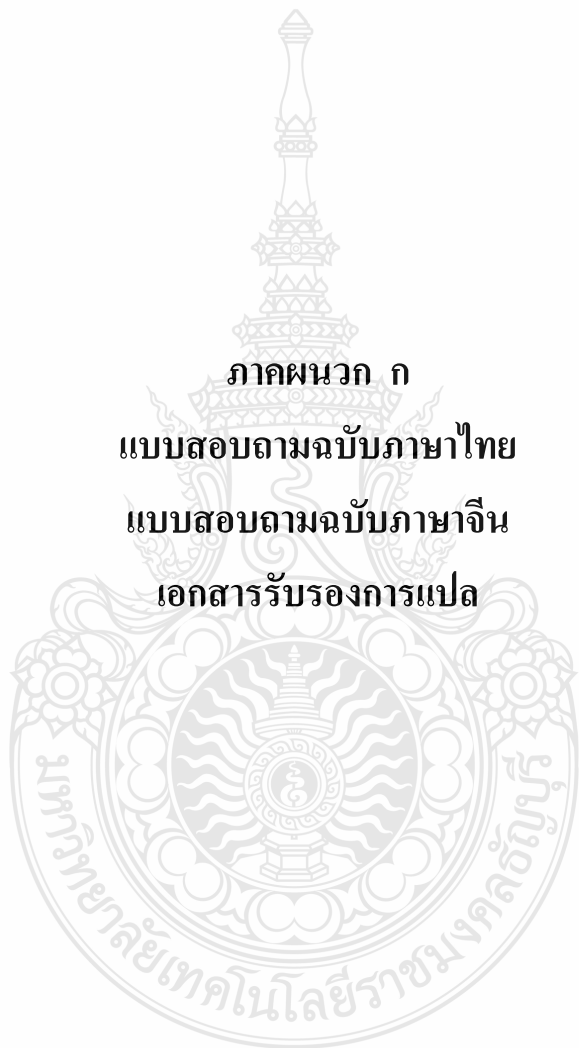 ภาคผนวก ก
แบบสอบถามฉบับภาษาไทย
แบบสอบถามฉบับภาษาจีน
เอกสารรับรองการแปล
มหาวิทยาลัยเทคโนโลยีราชมงคลธัญบุรี